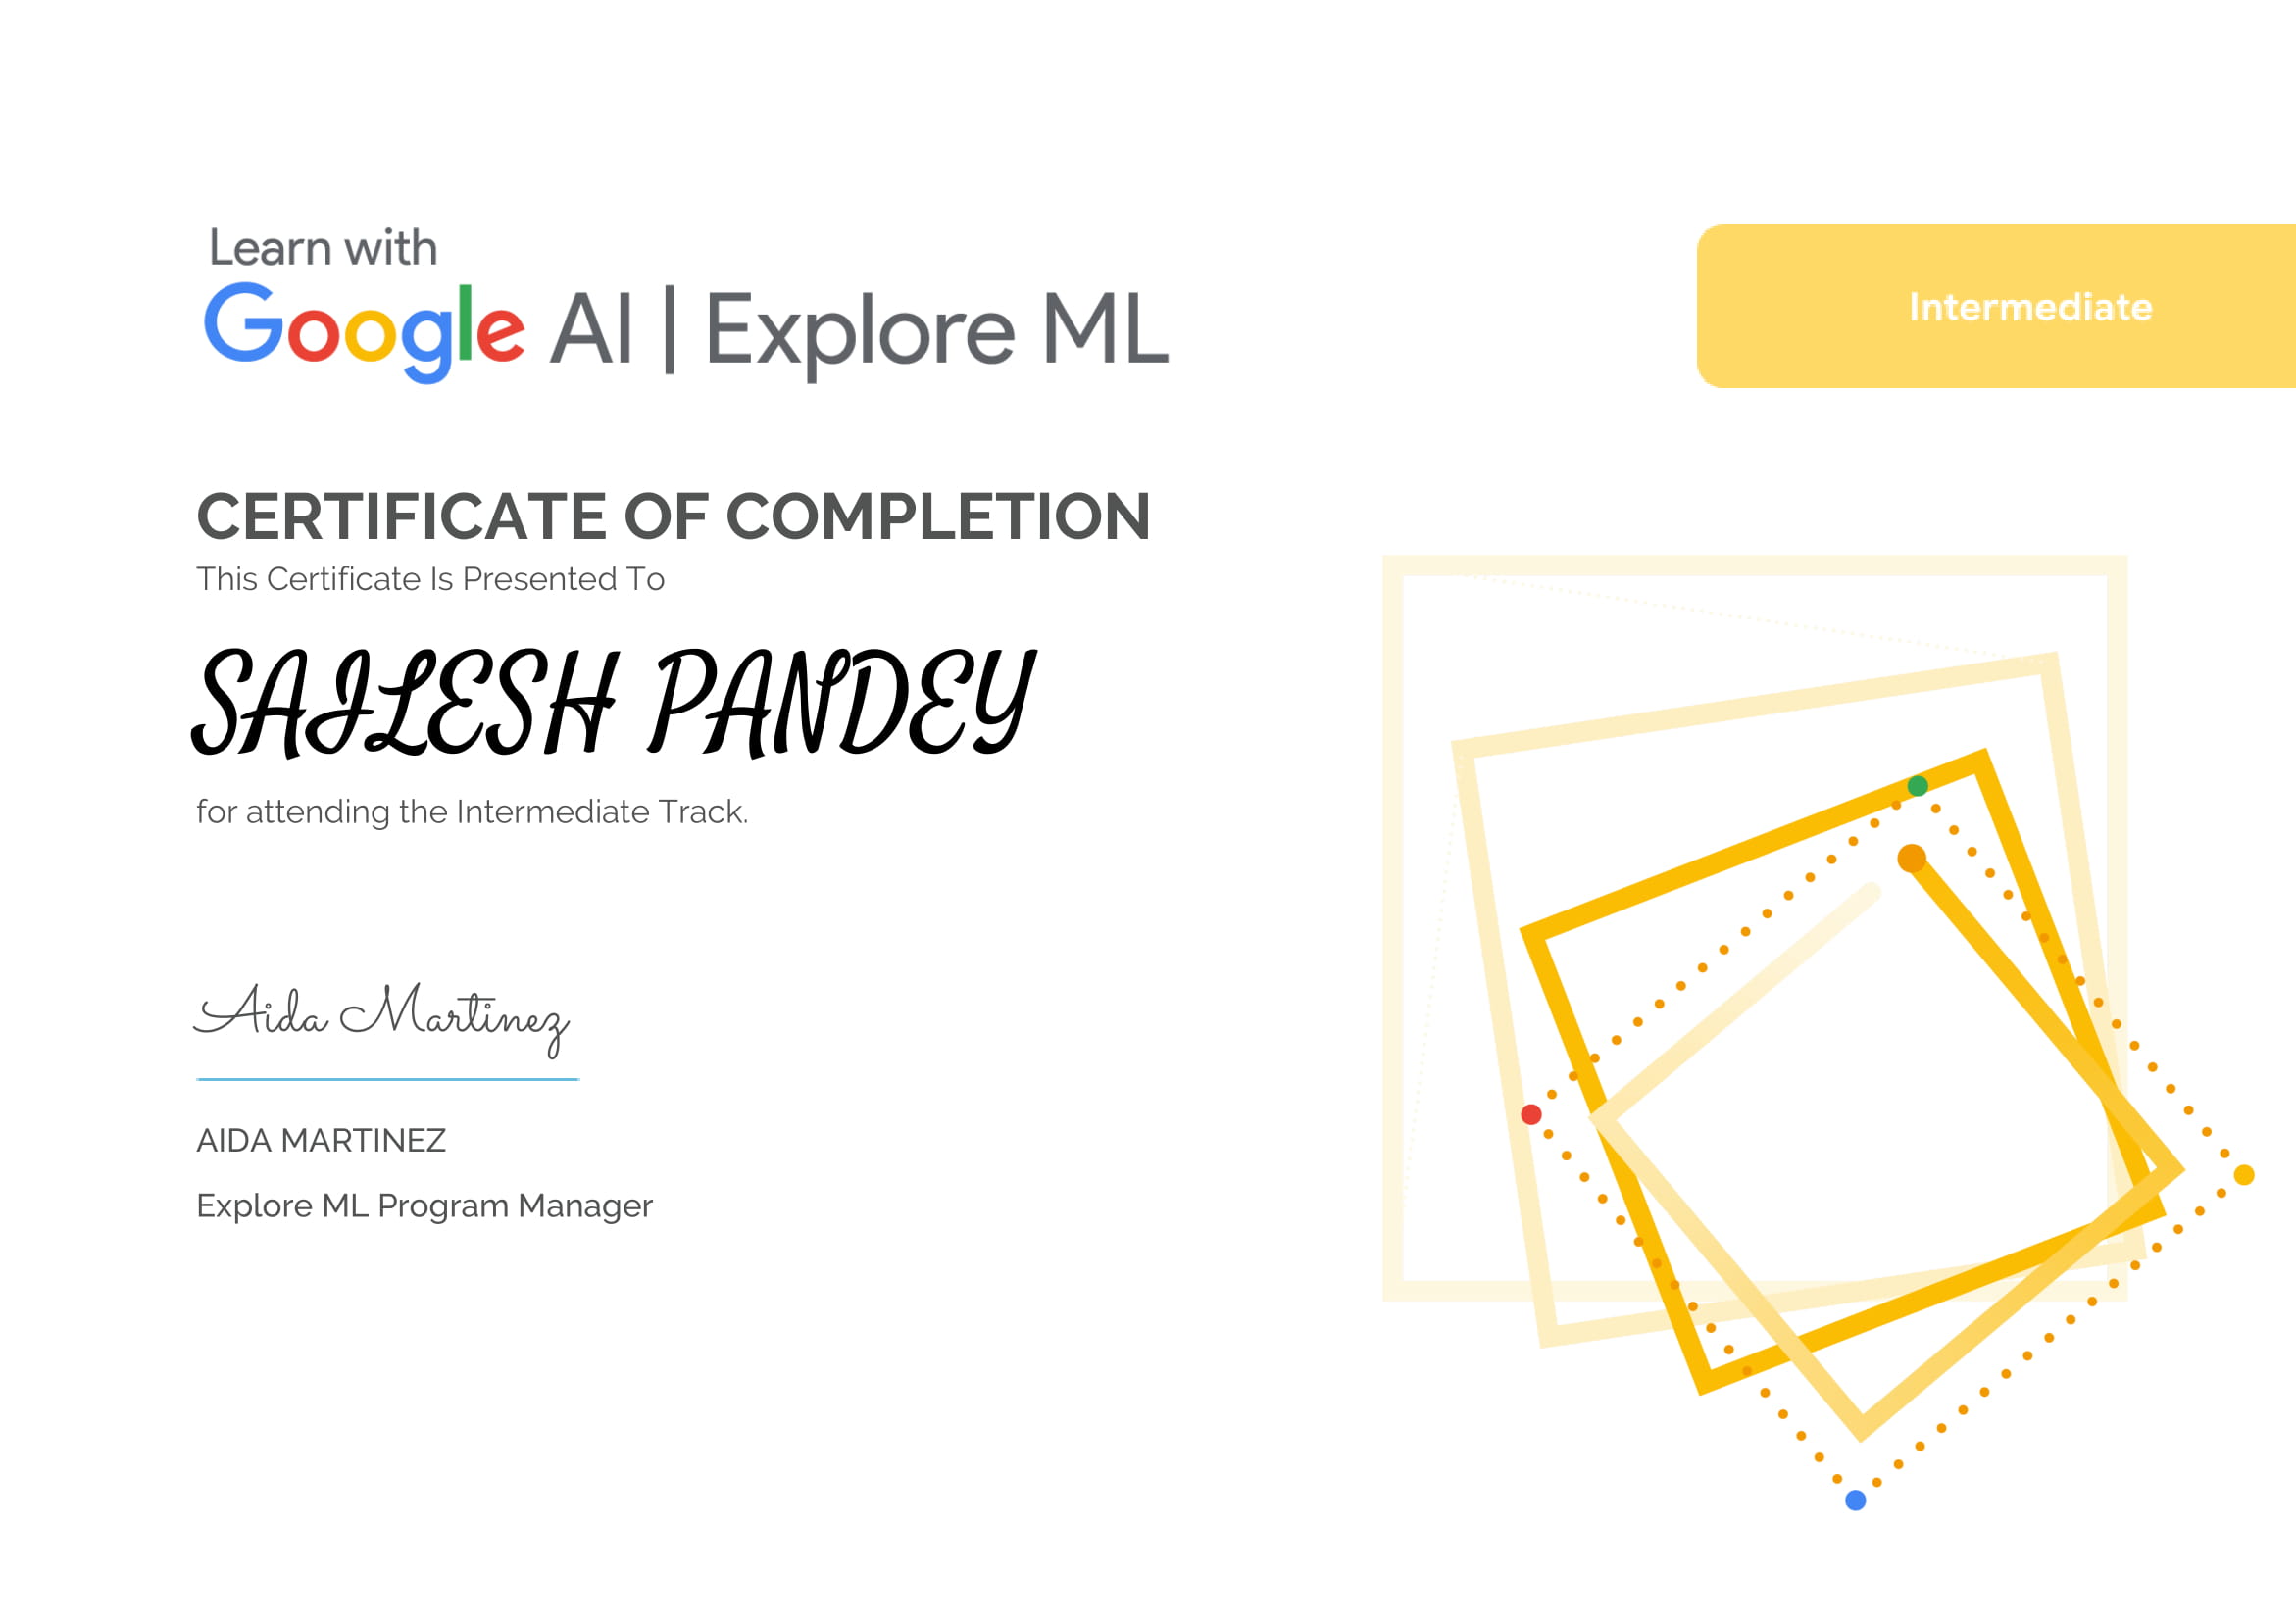 Learn with
Google AI | Explore ML
Intermediate
CERTIFICATE OF COMPLETION
This Certificate Is Presented To
SAILESH PANDEY
for attending the Intermediate Track.
Aida Martinez
AIDA MARTINEZ
Explore ML Program Manager